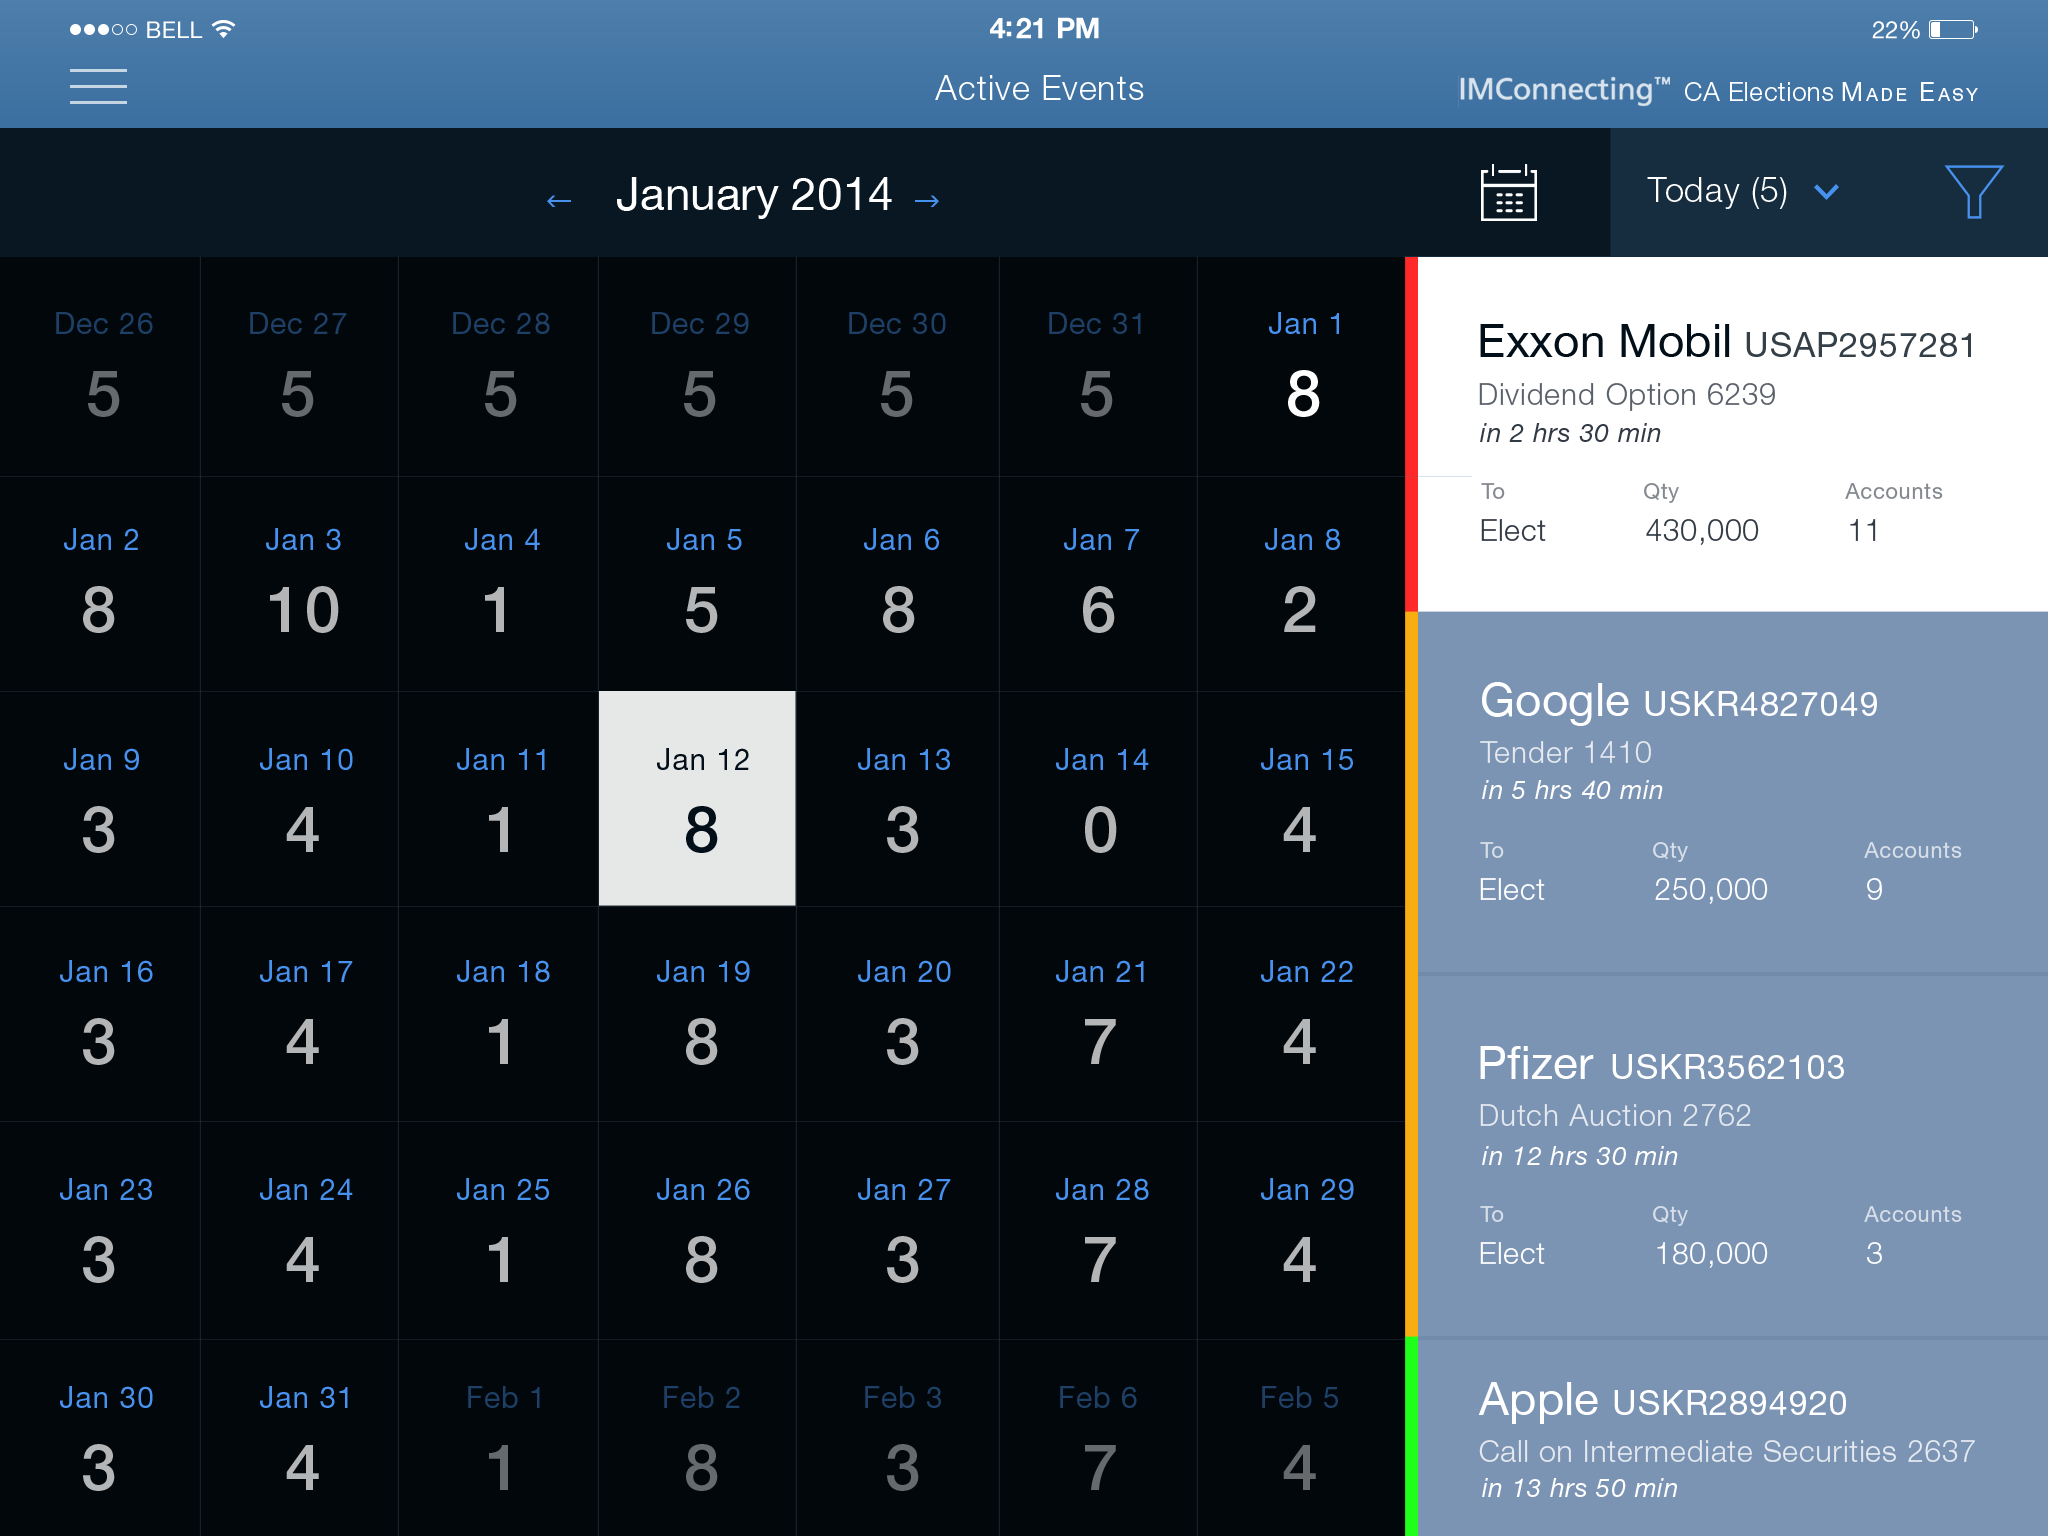 BELL
4:21 PM
22%
Active Events
IMConnecting™ CA Elections MADE EASY
← January 2014 →
Today (5)
Dec 26 Dec 27 Dec 28 Dec 29 Dec 30 Dec 31 Jan 1
5 5 5 5 5 5 8
Jan 2 Jan 3 Jan 4 Jan 5 Jan 6 Jan 7 Jan 8
8 10 1 5 8 6 2
Jan 9 Jan 10 Jan 11 Jan 12 Jan 13 Jan 14 Jan 15
3 4 1 8 3 0 4
Jan 16 Jan 17 Jan 18 Jan 19 Jan 20 Jan 21 Jan 22
3 4 1 8 3 7 4
Jan 23 Jan 24 Jan 25 Jan 26 Jan 27 Jan 28 Jan 29
3 4 1 8 3 7 4
Jan 30 Jan 31 Feb 1 Feb 2 Feb 3 Feb 6 Feb 5
3 4 1 8 3 7 4
Exxon Mobil USAP2957281
Dividend Option 6239
in 2 hrs 30 min
To Qty Accounts
Elect 430,000 11
Google USKR4827049
Tender 1410
in 5 hrs 40 min
To Qty Accounts
Elect 250,000 9
Pfizer USKR3562103
Dutch Auction 2762
in 12 hrs 30 min
To Qty Accounts
Elect 180,000 3
Apple USKR2894920
Call on Intermediate Securities 2637
in 13 hrs 50 min